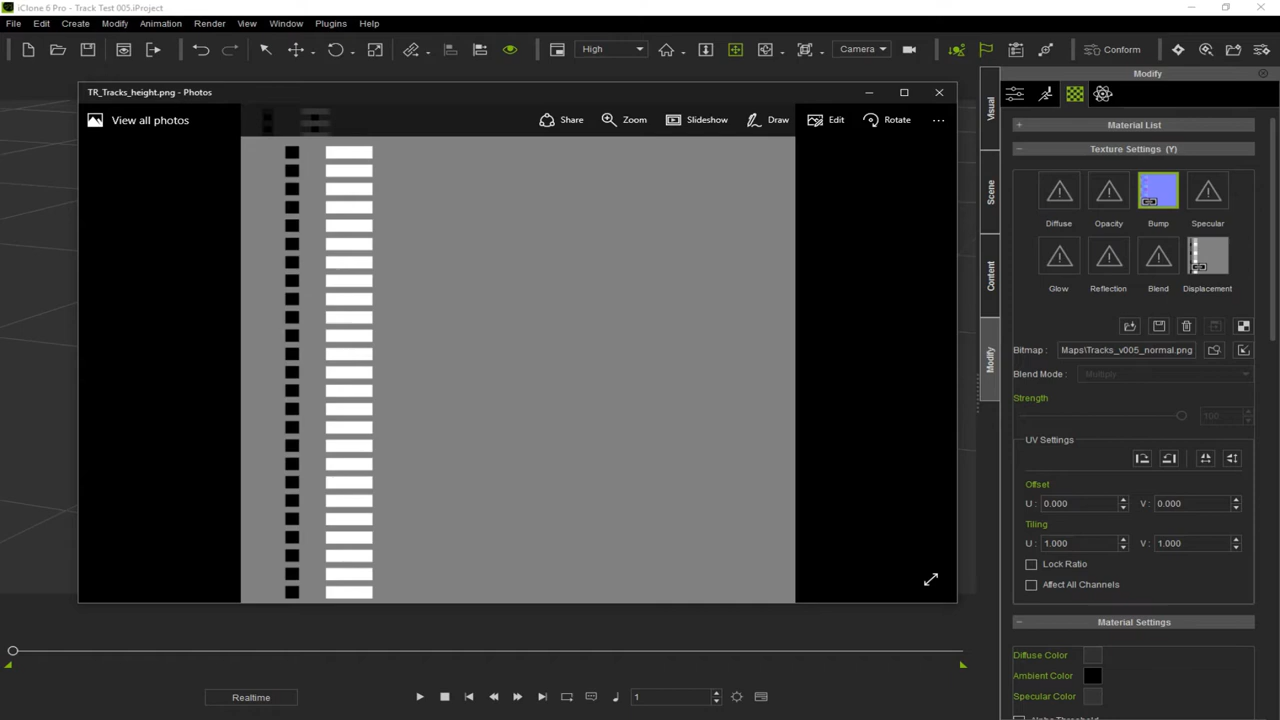 iClone 6 Pro - Track Test 005.iProject
File Edit Create Modify Animation Render View Window Plugins Help
High Camera Conform
TR_Tracks_height.png - Photos
View all photos Share Zoom Slideshow Draw Edit Rotate ...
Visual
Scene
Content
Modify
Modify
Material List
Texture Settings (Y)
Diffuse Opacity Bump Specular
Glow Reflection Blend Displacement
Bitmap : Maps\Tracks_v005_normal.png
Blend Mode : Multiply
Strength
100
UV Settings
Offset
U : 0.000 V : 0.000
Tiling
U : 1.000 V : 1.000
Lock Ratio
Affect All Channels
Material Settings
Diffuse Color
Ambient Color
Specular Color
Alpha Threshold
Realtime 1